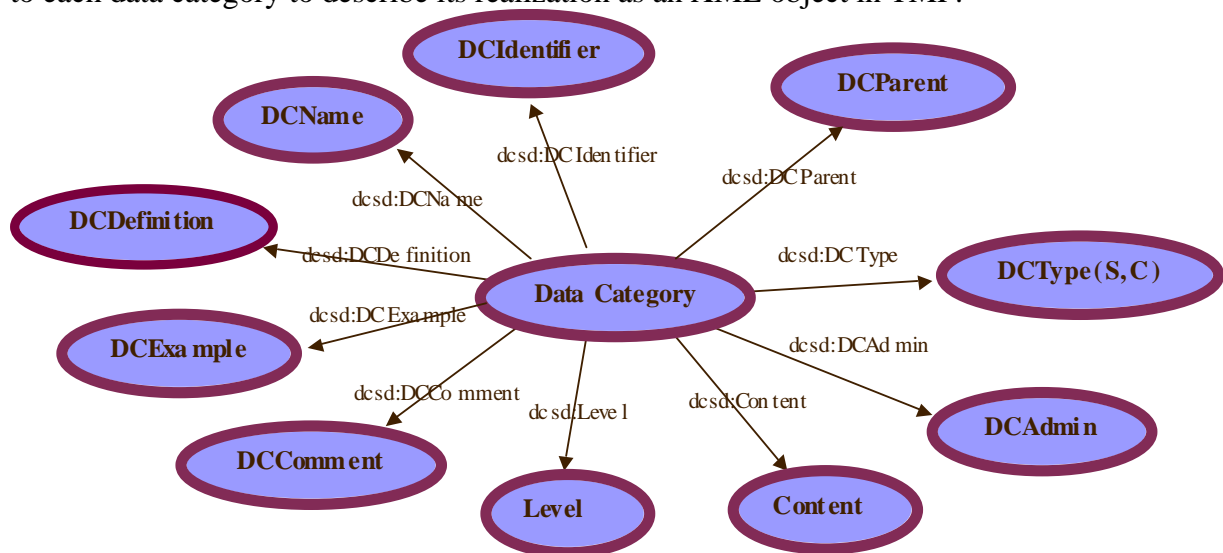 to each data category to describe its realization as an XML object in TMF.
DCIdentifier
DCParent
DCName
dcsd:DCIdentifier
dcsd:DCParent
dcsd:DCName
DCDefinition
dcsd:DCDefinition
dcsd:DCType
DCType(S,C)
Data Category
dcsd:DCExample
DCExample
dcsd:DCAdmin
dcsd:DCComment
dcsd:Level
dcsd:Content
DCAdmin
DCComment
Level
Content